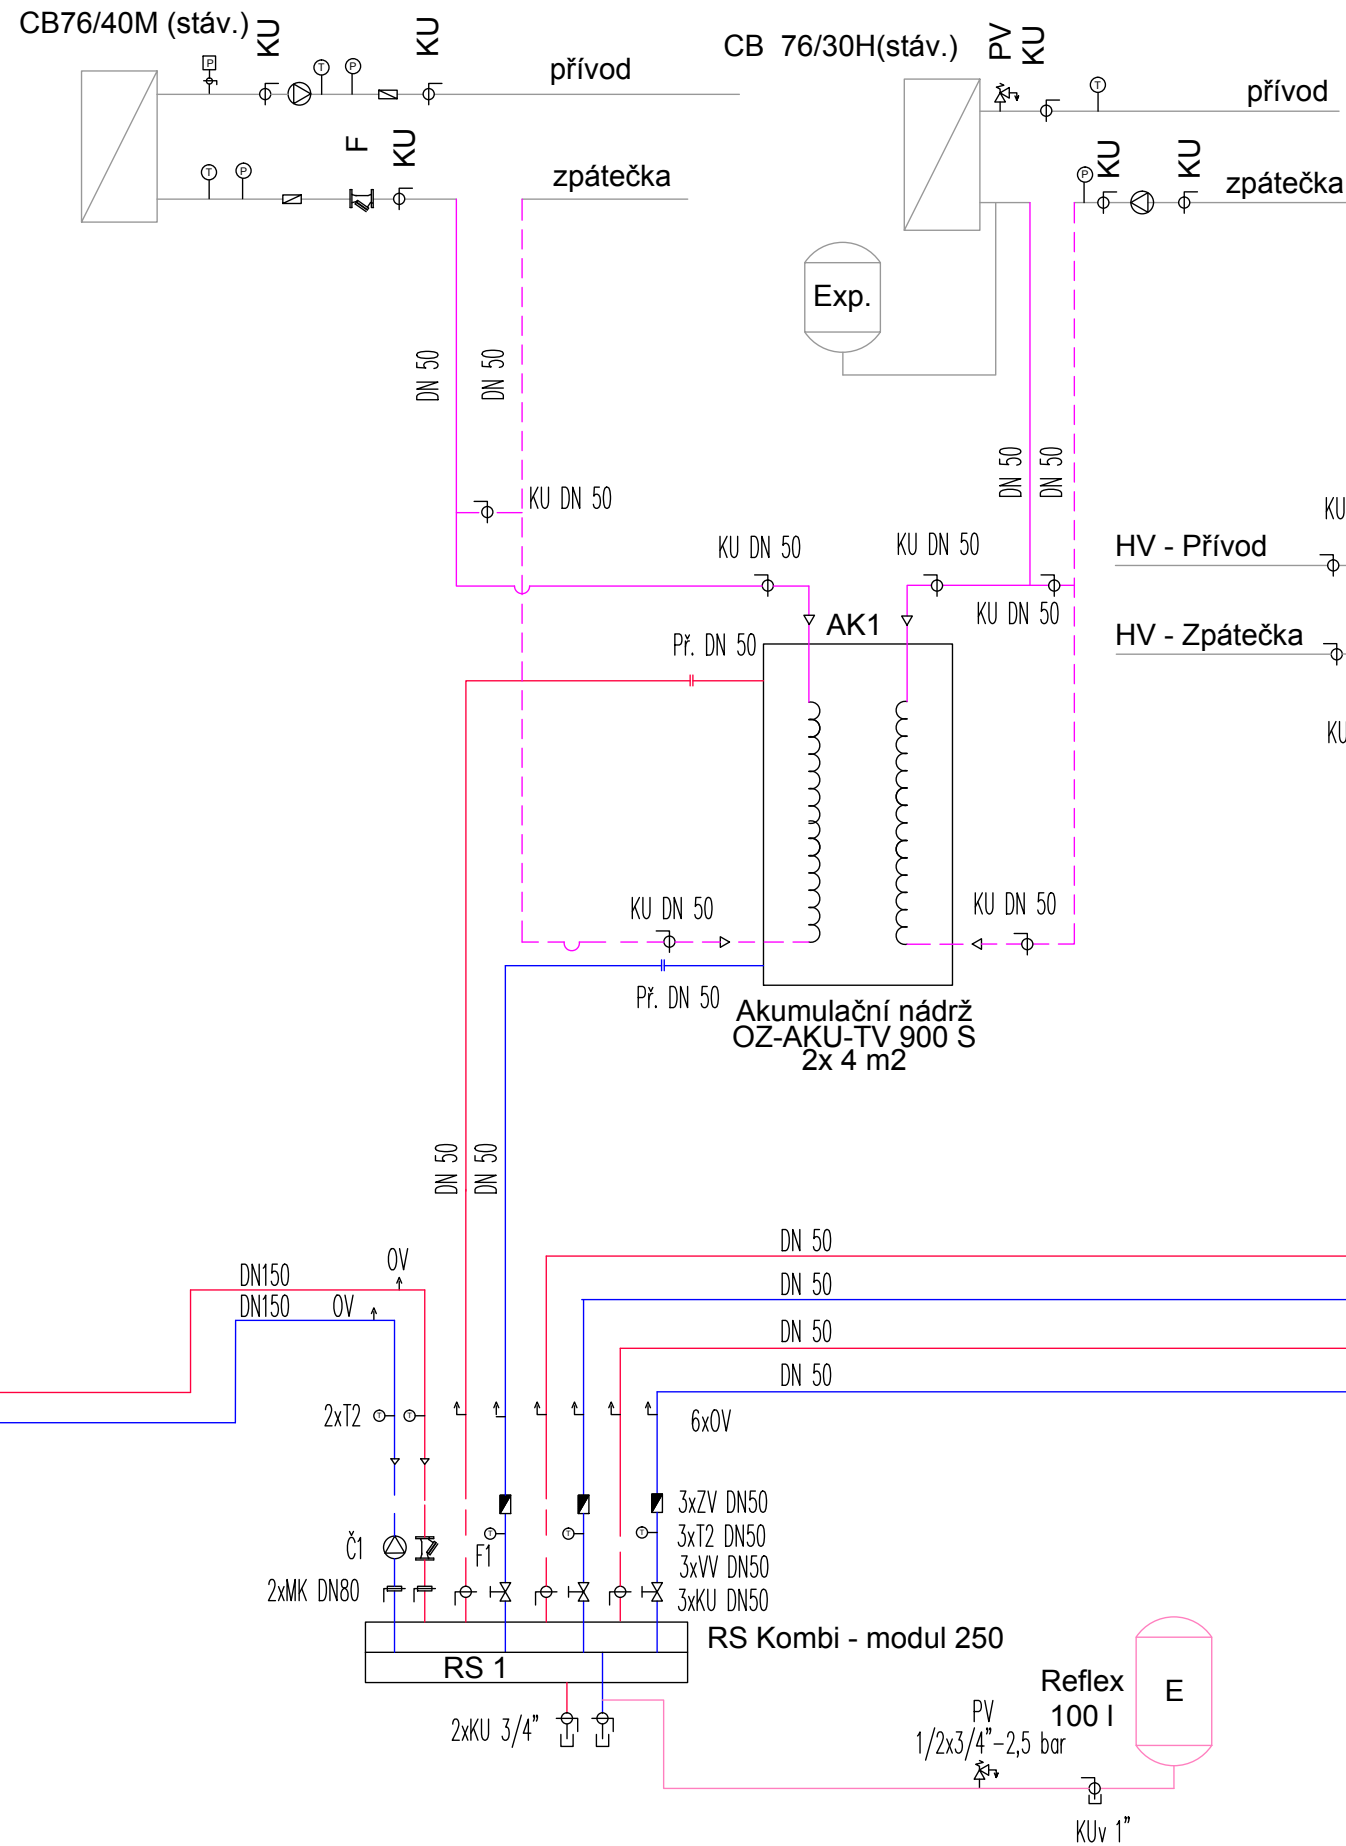 CB76/40M (stáv.)
KU
KU
přívod
P
T
P
F
KU
zpátečka
T
P
CB 76/30H(stáv.)
PV
KU
T
přívod
P
KU
KU
zpátečka
Exp.
DN 50
DN 50
DN 50
DN 50
KU DN 50
KU DN 50
KU DN 50
KU DN 50
KU
HV - Přívod
HV - Zpátečka
KU
AK1
Př. DN 50
KU DN 50
KU DN 50
Př. DN 50
Akumulační nádrž
OZ-AKU-TV 900 S
2x 4 m2
DN 50
DN 50
DN 50
DN 50
DN 50
DN 50
OV
DN150
DN150
OV
2xT2
T
T
6xOV
3xZV DN50
3xT2 DN50
3xVV DN50
3xKU DN50
T
T
T
Č1
F1
2xMK DN80
RS Kombi - modul 250
RS 1
2xKU 3/4"
Reflex
100 l
E
PV
1/2x3/4"-2,5 bar
KUv 1"